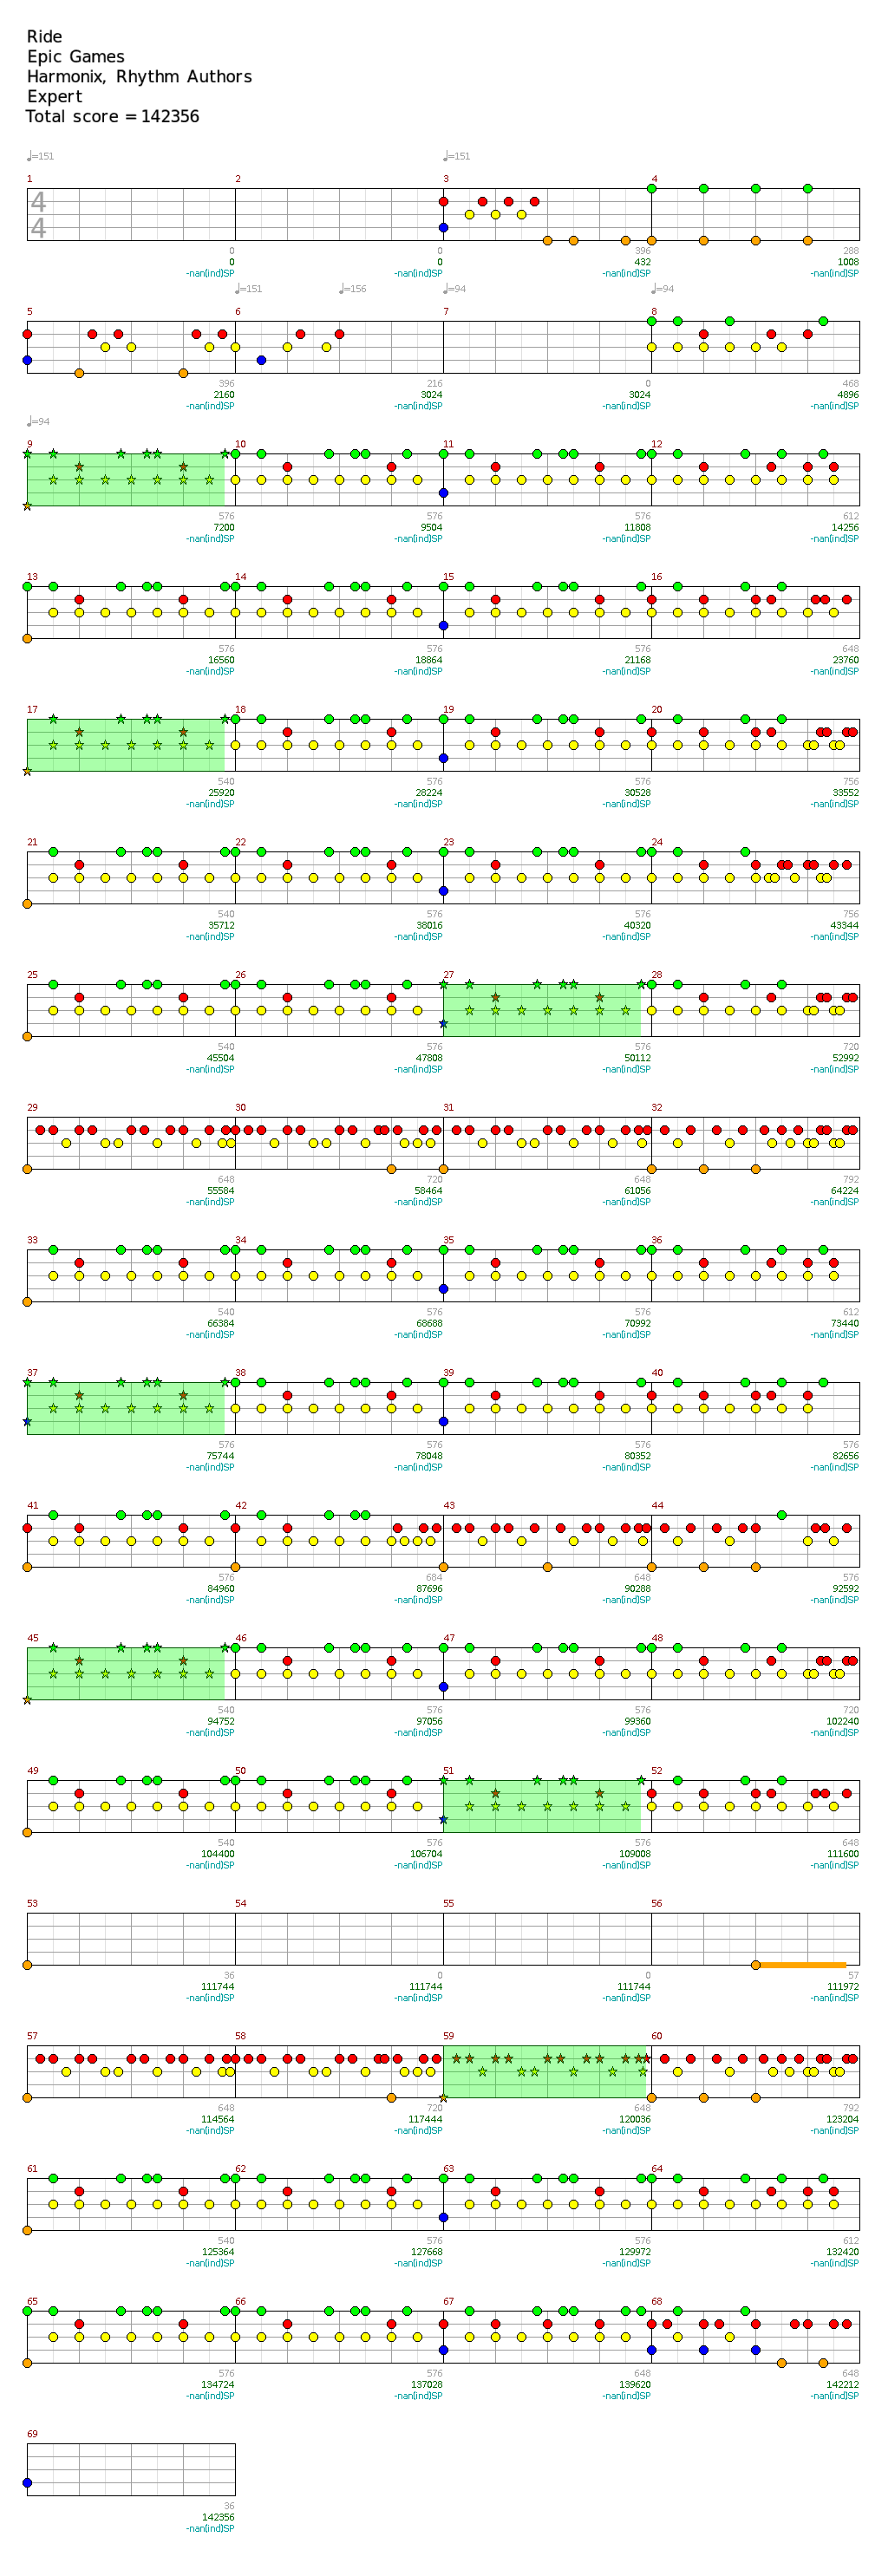 Ride
Epic Games
Harmonix, Rhythm Authors
Expert
Total score = 142356
♩=151 ♩=151
1 2 3 4
4
4
0 0 396 288
0 0 432 1008
-nan(ind)SP -nan(ind)SP -nan(ind)SP -nan(ind)SP
♩=151 ♩=156 ♩=94 ♩=94
5 6 7 8
396 216 0 468
2160 3024 3024 4896
-nan(ind)SP -nan(ind)SP -nan(ind)SP -nan(ind)SP
♩=94
9 10 11 12
576 576 576 612
7200 9504 11808 14256
-nan(ind)SP -nan(ind)SP -nan(ind)SP -nan(ind)SP
13 14 15 16
576 576 576 648
16560 18864 21168 23760
-nan(ind)SP -nan(ind)SP -nan(ind)SP -nan(ind)SP
17 18 19 20
540 576 576 756
25920 28224 30528 33552
-nan(ind)SP -nan(ind)SP -nan(ind)SP -nan(ind)SP
21 22 23 24
540 576 576 756
35712 38016 40320 43344
-nan(ind)SP -nan(ind)SP -nan(ind)SP -nan(ind)SP
25 26 27 28
540 576 576 720
45504 47808 50112 52992
-nan(ind)SP -nan(ind)SP -nan(ind)SP -nan(ind)SP
29 30 31 32
648 720 648 792
55584 58464 61056 64224
-nan(ind)SP -nan(ind)SP -nan(ind)SP -nan(ind)SP
33 34 35 36
540 576 576 612
66384 68688 70992 73440
-nan(ind)SP -nan(ind)SP -nan(ind)SP -nan(ind)SP
37 38 39 40
576 576 576 576
75744 78048 80352 82656
-nan(ind)SP -nan(ind)SP -nan(ind)SP -nan(ind)SP
41 42 43 44
576 684 648 576
84960 87696 90288 92592
-nan(ind)SP -nan(ind)SP -nan(ind)SP -nan(ind)SP
45 46 47 48
540 576 576 720
94752 97056 99360 102240
-nan(ind)SP -nan(ind)SP -nan(ind)SP -nan(ind)SP
49 50 51 52
540 576 576 648
104400 106704 109008 111600
-nan(ind)SP -nan(ind)SP -nan(ind)SP -nan(ind)SP
53 54 55 56
36 0 0 57
111744 111744 111744 111972
-nan(ind)SP -nan(ind)SP -nan(ind)SP -nan(ind)SP
57 58 59 60
648 720 648 792
114564 117444 120036 123204
-nan(ind)SP -nan(ind)SP -nan(ind)SP -nan(ind)SP
61 62 63 64
540 576 576 612
125364 127668 129972 132420
-nan(ind)SP -nan(ind)SP -nan(ind)SP -nan(ind)SP
65 66 67 68
576 576 648 648
134724 137028 139620 142212
-nan(ind)SP -nan(ind)SP -nan(ind)SP -nan(ind)SP
69
36
142356
-nan(ind)SP